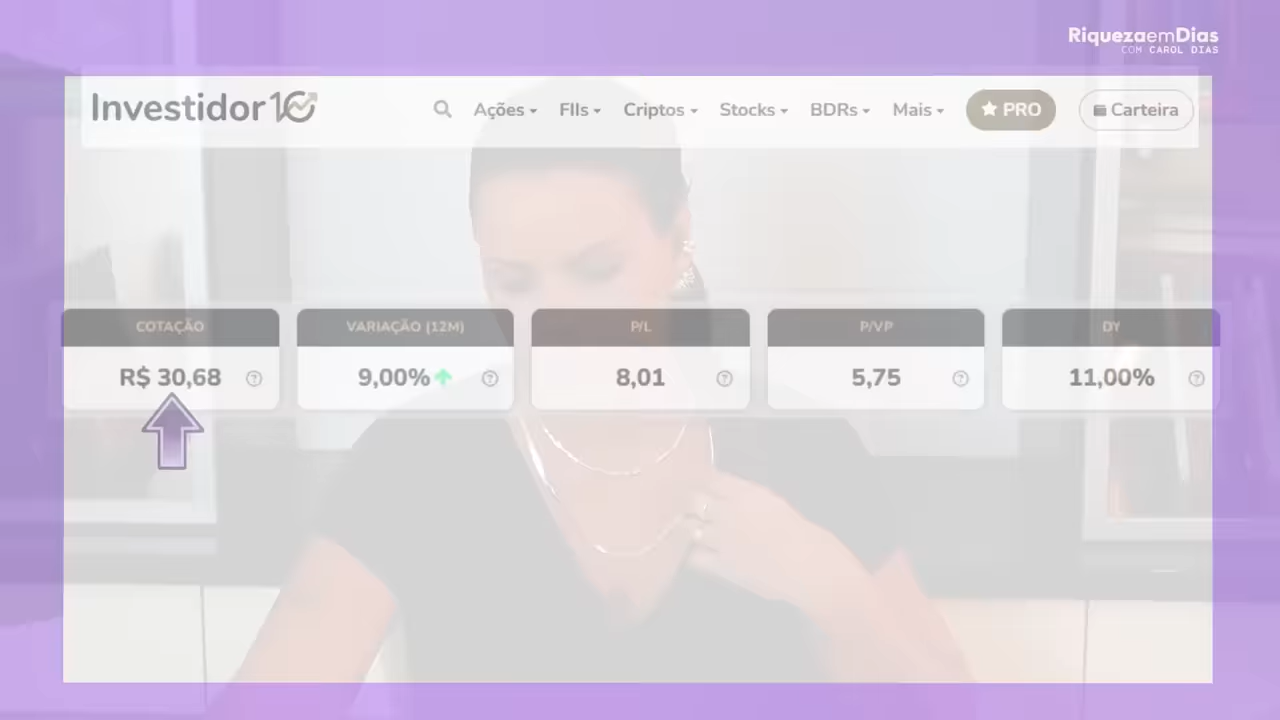 RiquezaemDias
COM CAROL DIAS
Investidor10
Ações FIIs Criptos Stocks BDRs Mais PRO Carteira
COTAÇÃO VARIAÇÃO (12M) P/L P/VP DY
R$ 30,68 9,00% 8,01 5,75 11,00%